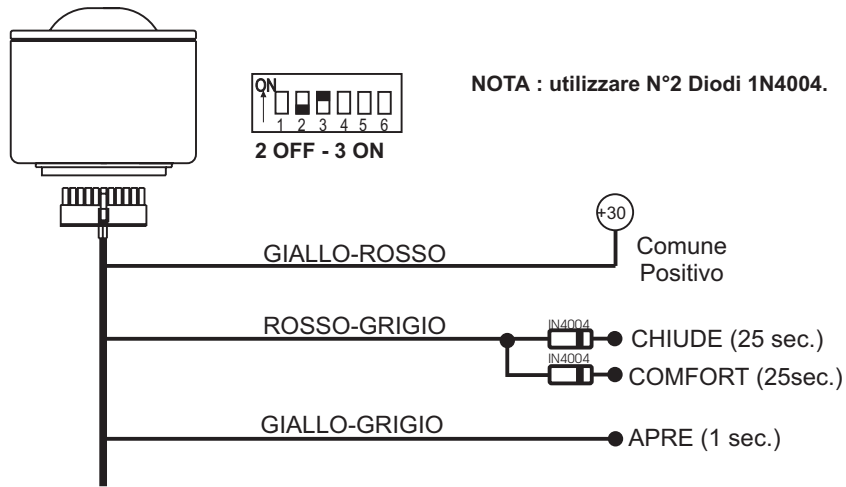 ON
1 2 3 4 5 6
2 OFF - 3 ON
NOTA : utilizzare N°2 Diodi 1N4004.
+30
GIALLO-ROSSO
Comune
Positivo
ROSSO-GRIGIO
IN4004
CHIUDE (25 sec.)
IN4004
COMFORT (25sec.)
GIALLO-GRIGIO
APRE (1 sec.)